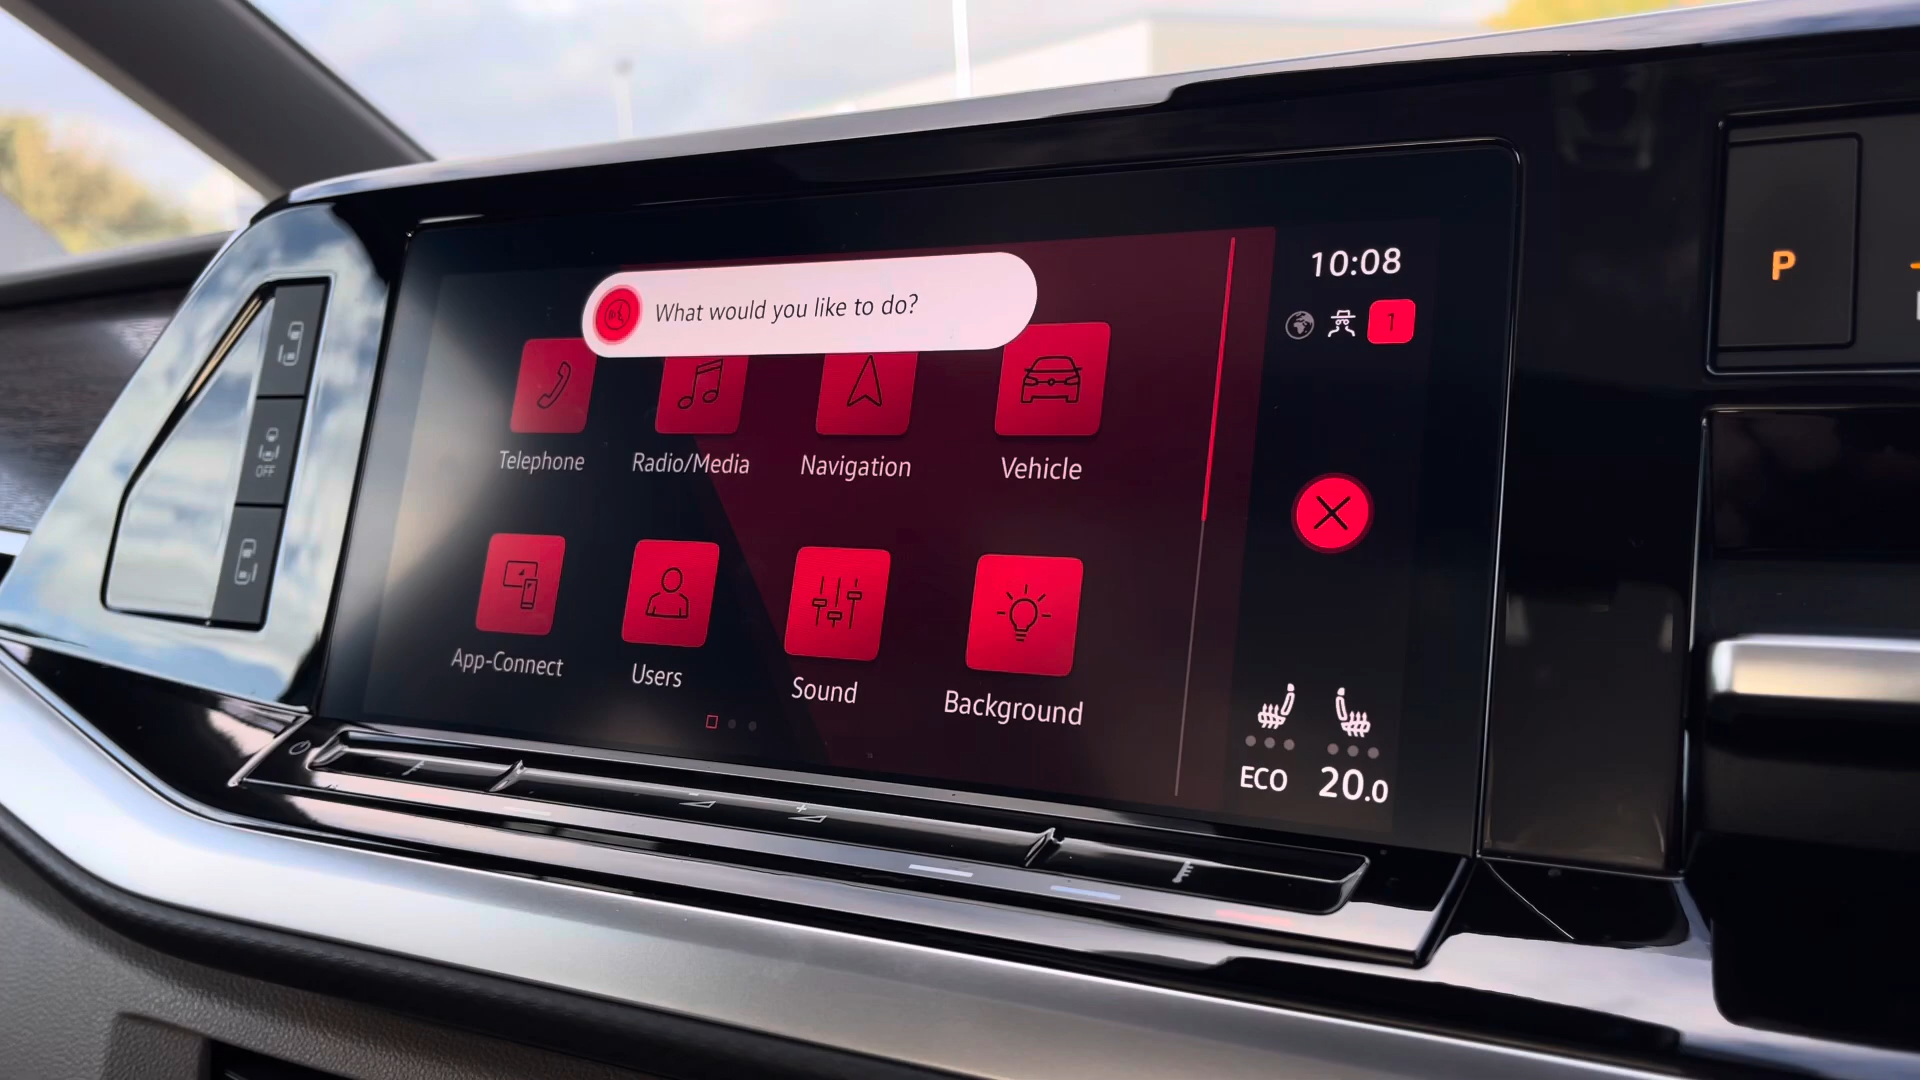 What would you like to do?
10:08
1
P
Telephone
Radio/Media
Navigation
Vehicle
OFF
App-Connect
Users
Sound
Background
ECO
20.0